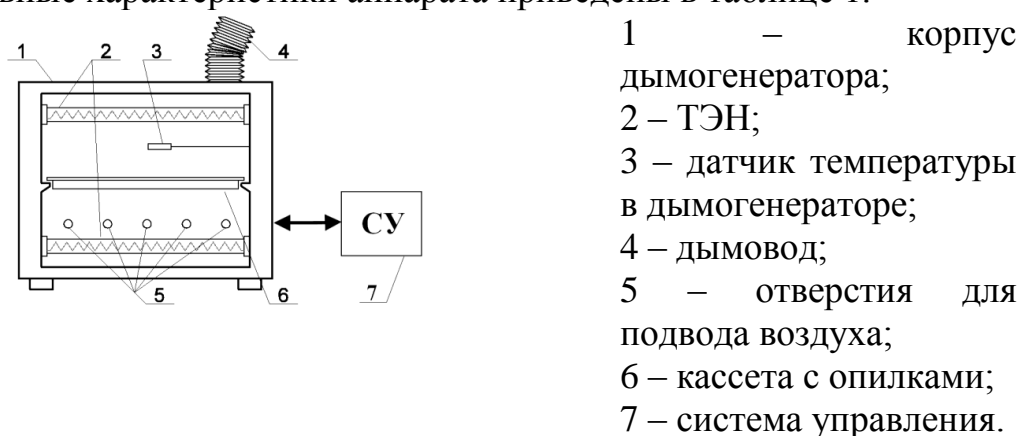 характеристики аппарата приведены в таблице 1.
1 – корпус
дымогенератора;
2 – ТЭН;
3 – датчик температуры
в дымогенераторе;
4 – дымовод;
5 – отверстия для
подвода воздуха;
6 – кассета с опилками;
7 – система управления.
1 2 3 4
СУ
5 6 7